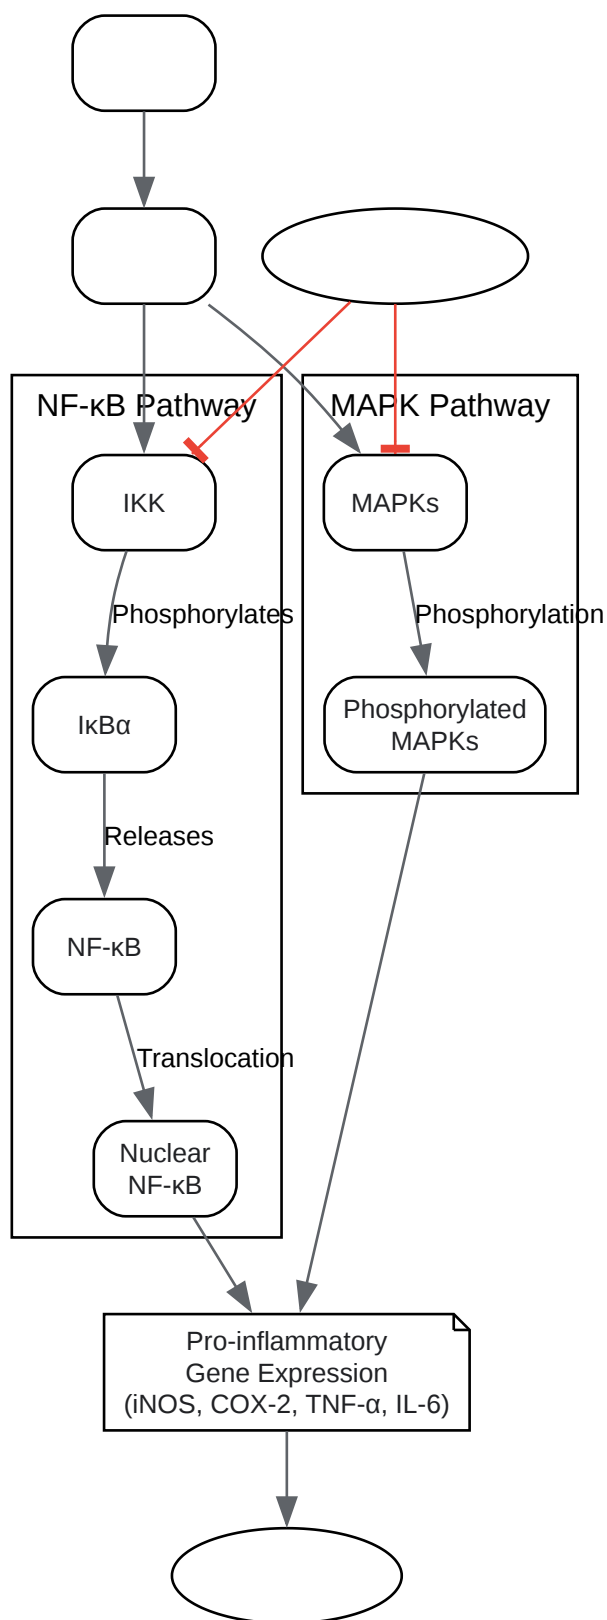 NF-κB Pathway
MAPK Pathway
IKK
MAPKs
Phosphorylates
Phosphorylation
IκBα
Phosphorylated
MAPKs
Releases
NF-κB
Translocation
Nuclear
NF-κB
Pro-inflammatory
Gene Expression
(iNOS, COX-2, TNF-α, IL-6)